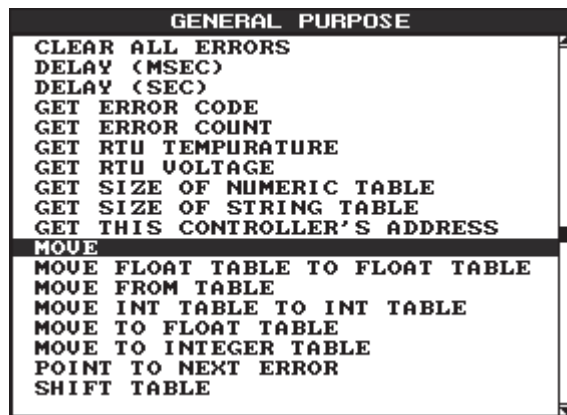 GENERAL PURPOSE
CLEAR ALL ERRORS
DELAY (MSEC)
DELAY (SEC)
GET ERROR CODE
GET ERROR COUNT
GET RTU TEMPURATURE
GET RTU VOLTAGE
GET SIZE OF NUMERIC TABLE
GET SIZE OF STRING TABLE
GET THIS CONTROLLER'S ADDRESS
MOVE
MOVE FLOAT TABLE TO FLOAT TABLE
MOVE FROM TABLE
MOVE INT TABLE TO INT TABLE
MOVE TO FLOAT TABLE
MOVE TO INTEGER TABLE
POINT TO NEXT ERROR
SHIFT TABLE